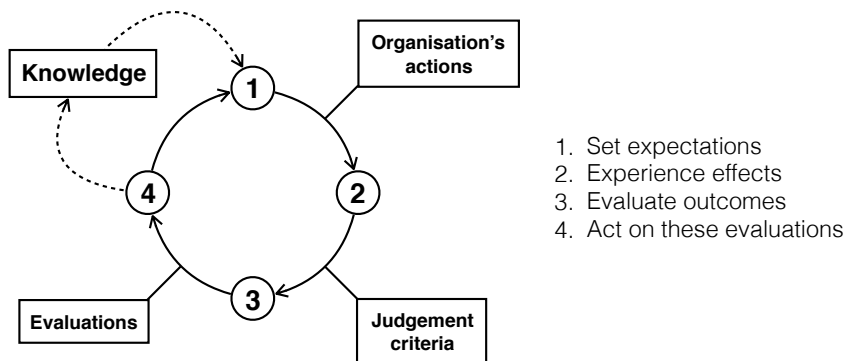 Organisation's
actions
Knowledge
1
4
2
3
Evaluations
Judgement
criteria
1. Set expectations
2. Experience effects
3. Evaluate outcomes
4. Act on these evaluations